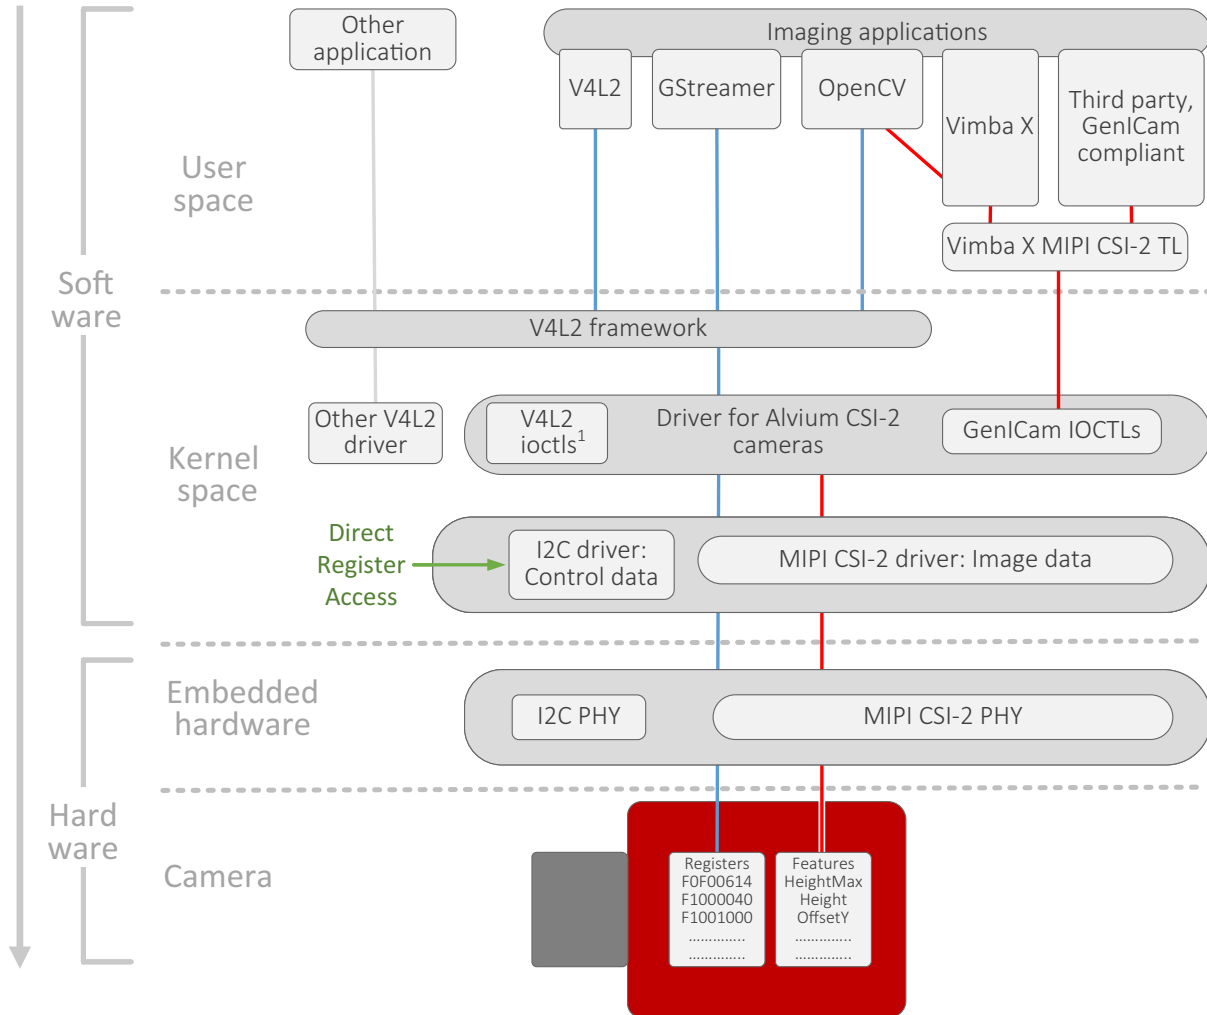 Other
application
Imaging applications
V4L2
GStreamer
OpenCV
Vimba X
Third party,
GenICam
compliant
User
space
Vimba X MIPI CSI-2 TL
Soft
ware
V4L2 framework
Other V4L2
driver
V4L2
ioctls¹
Driver for Alvium CSI-2
cameras
GenICam IOCTLs
Kernel
space
Direct
Register
Access
I2C driver:
Control data
MIPI CSI-2 driver: Image data
Embedded
hardware
I2C PHY
MIPI CSI-2 PHY
Hard
ware
Camera
Registers
F0F00614
F1000040
F1001000
.............
.............
Features
HeightMax
Height
OffsetY
.............
.............